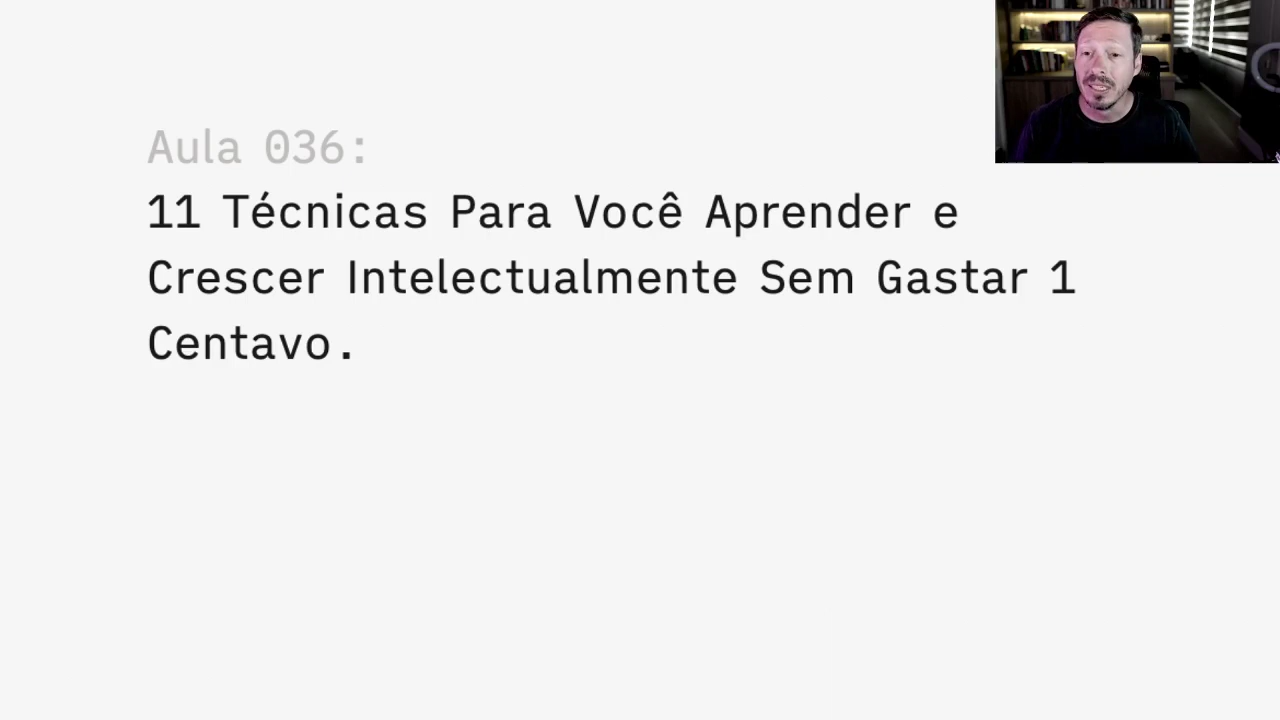 Aula 036:
11 Técnicas Para Você Aprender e
Crescer Intelectualmente Sem Gastar 1
Centavo.